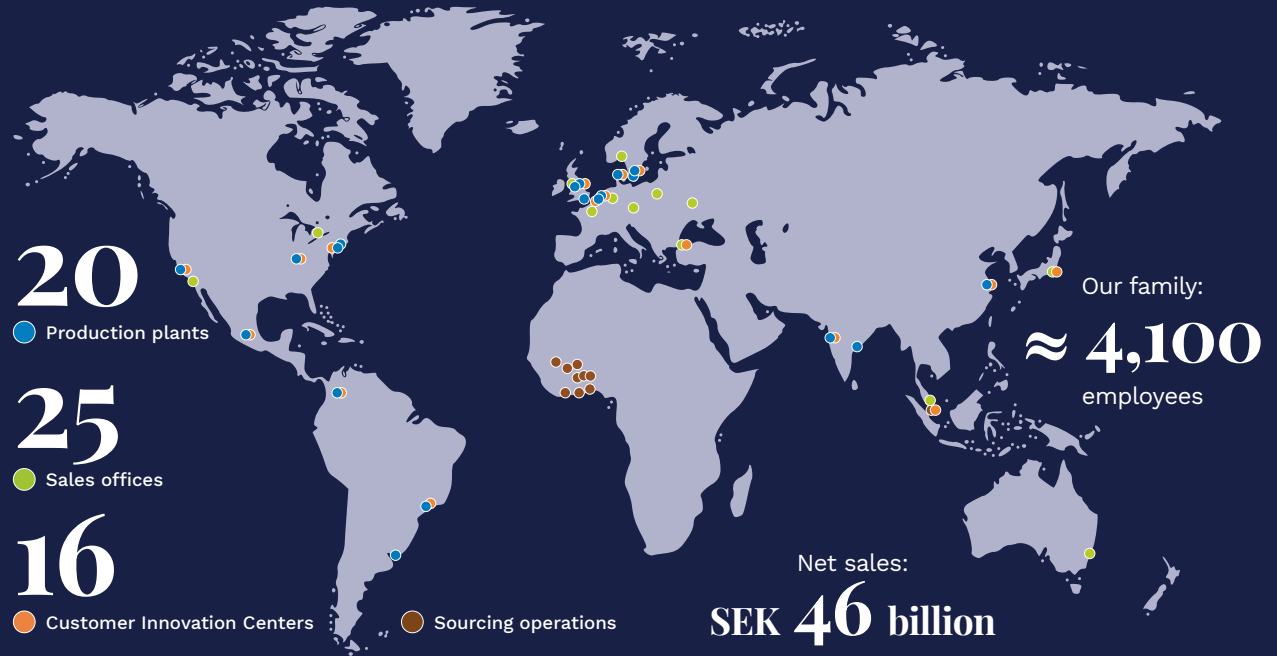 20
Production plants
25
Sales offices
16
Customer Innovation Centers
Sourcing operations
Our family:
≈ 4,100
employees
Net sales:
SEK 46 billion